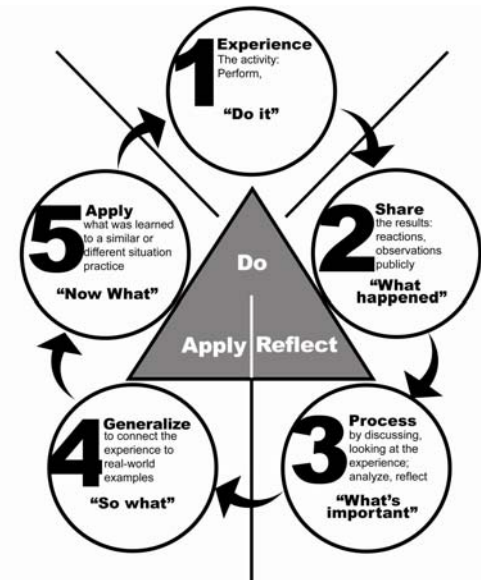 1
Experience
The activity:
Perform,
“Do it”
2
Share
the results:
reactions,
observations
publicly
“What
happened”
3
Process
by discussing,
looking at the
experience;
analyze, reflect
“What's
important”
4
Generalize
to connect the
experience to
real-world
examples
“So what”
5
Apply
what was learned
to a similar or
different situation
practice
“Now What”
Do
Apply Reflect